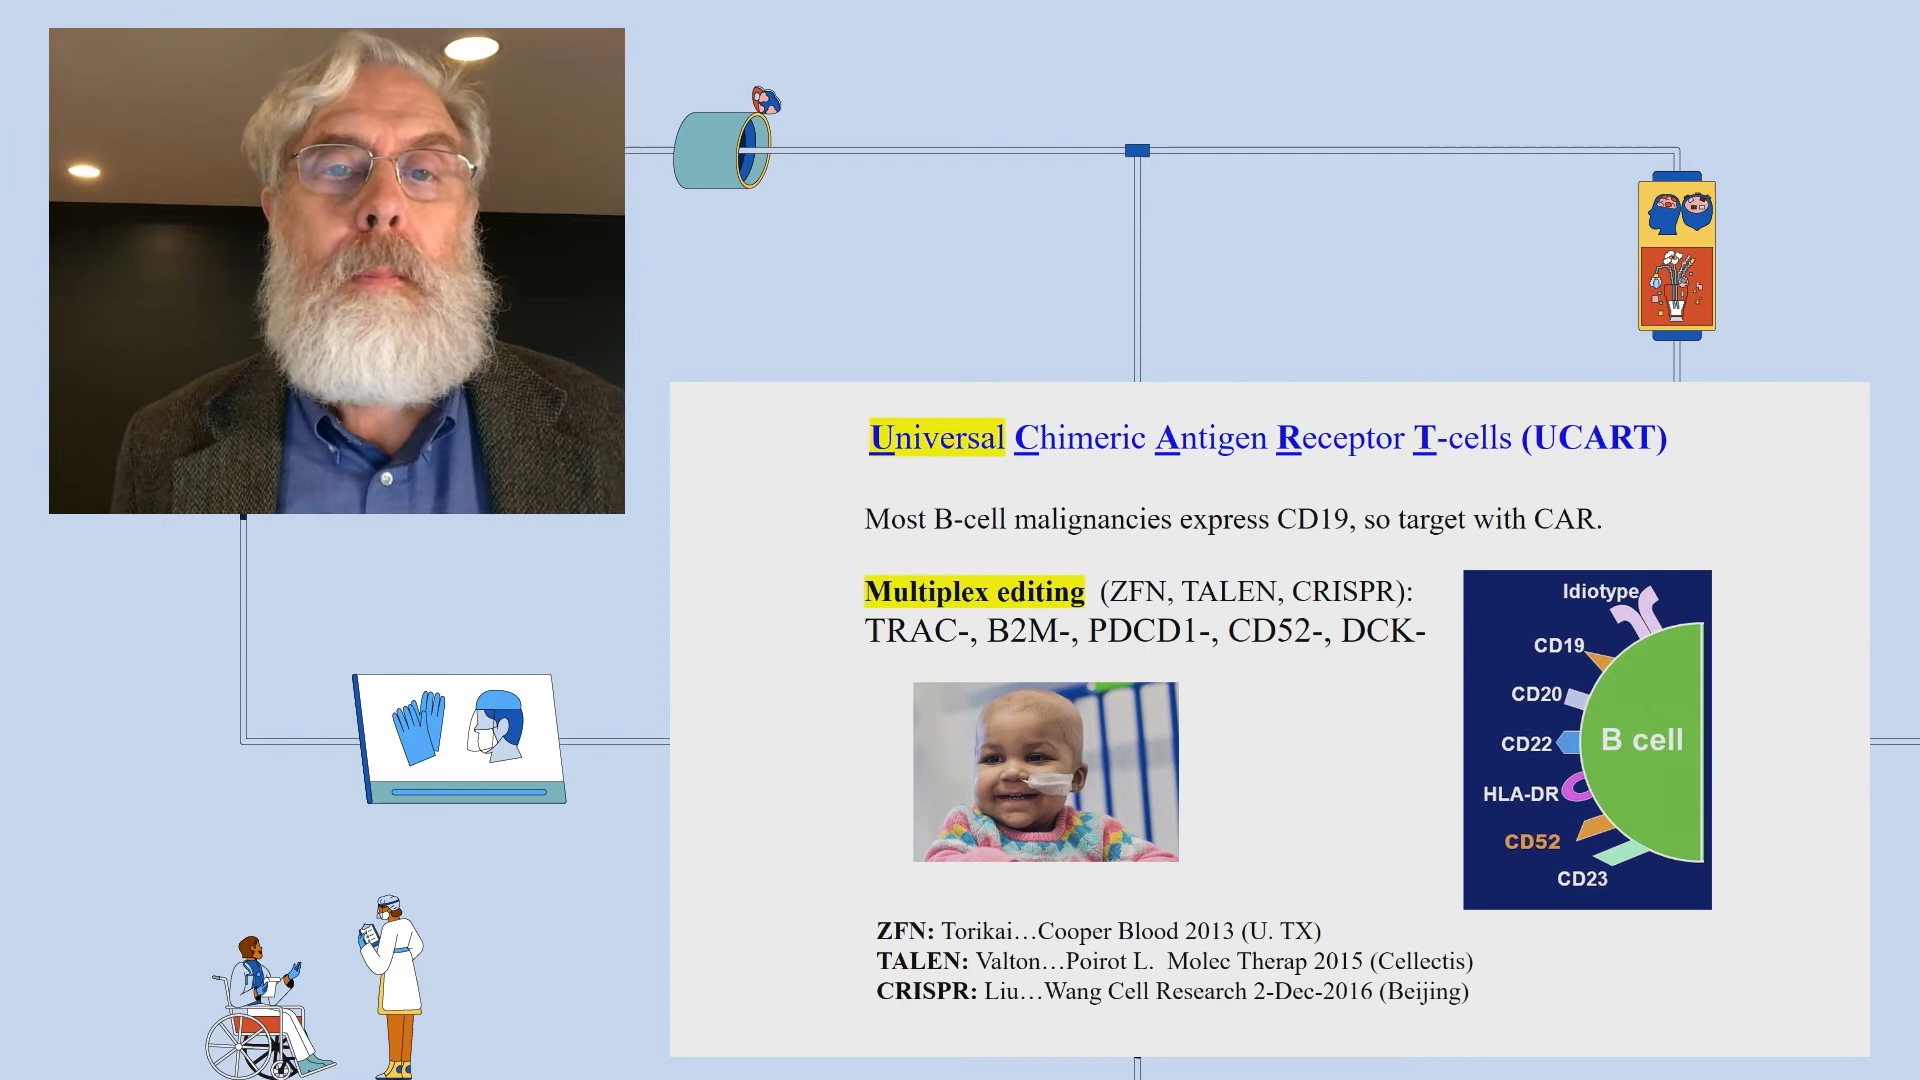 Universal Chimeric Antigen Receptor T-cells (UCART)
Most B-cell malignancies express CD19, so target with CAR.
Multiplex editing (ZFN, TALEN, CRISPR):
TRAC-, B2M-, PDCD1-, CD52-, DCK-
Idiotype
CD19
CD20
CD22
B cell
HLA-DR
CD52
CD23
ZFN: Torikai…Cooper Blood 2013 (U. TX)
TALEN: Valton…Poirot L. Molec Therap 2015 (Cellectis)
CRISPR: Liu…Wang Cell Research 2-Dec-2016 (Beijing)